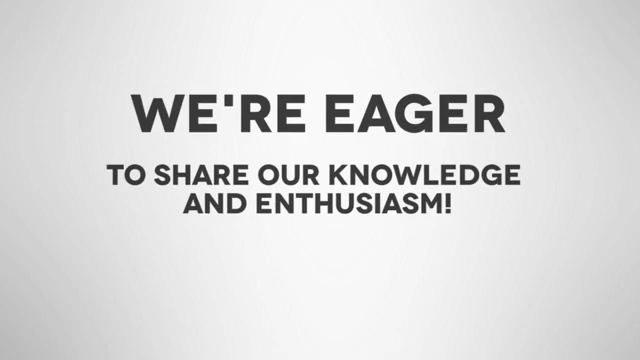 WE'RE EAGER
TO SHARE OUR KNOWLEDGE
AND ENTHUSIASM!